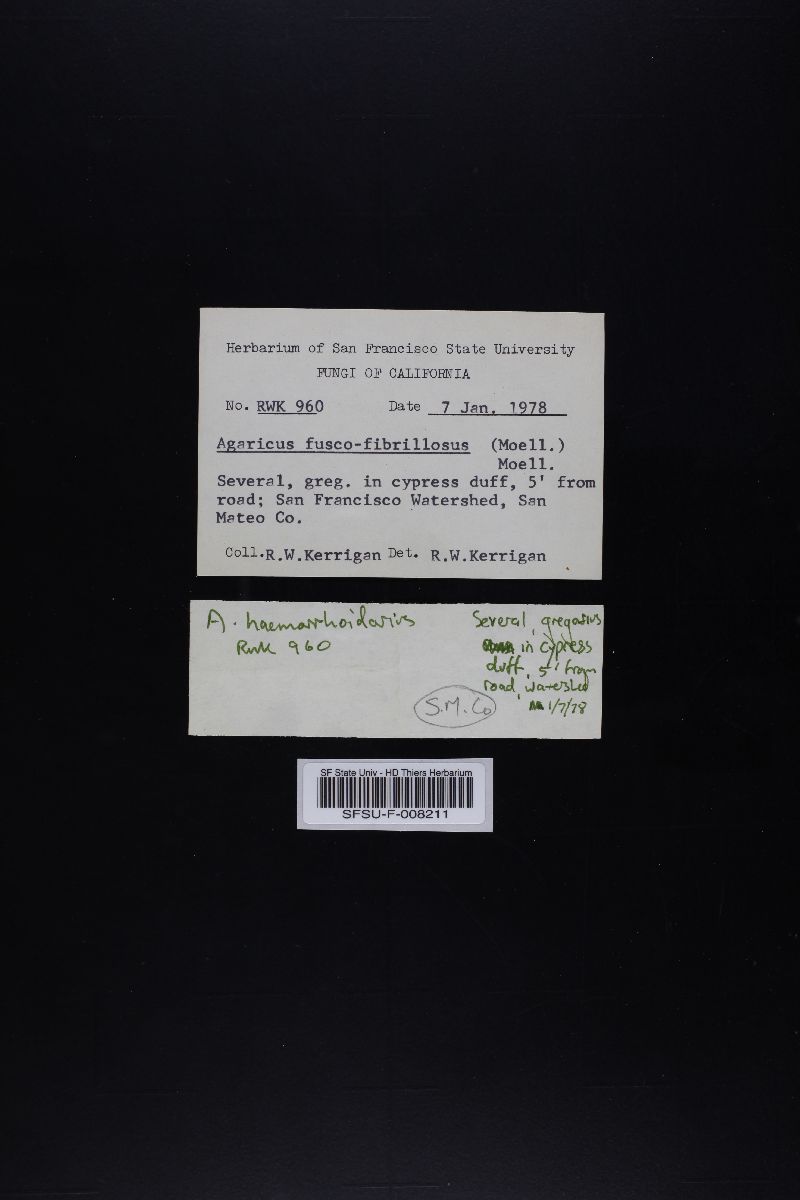 Herbarium of San Francisco State University
FUNGI OF CALIFORNIA
No. RWK 960 Date 7 Jan. 1978
Agaricus fusco-fibrillosus (Moell.)
Moell.
Several, greg. in cypress duff, 5' from
road; San Francisco Watershed, San
Mateo Co.
Coll. R.W.Kerrigan Det. R.W.Kerrigan
A. haemarrhoidarius
RWK 960
Several, gregarius
in cypress
duff, 5' from
road, watershed
1/7/78
S.M. Co
SF State Univ - HD Thiers Herbarium
SFSU-F-008211